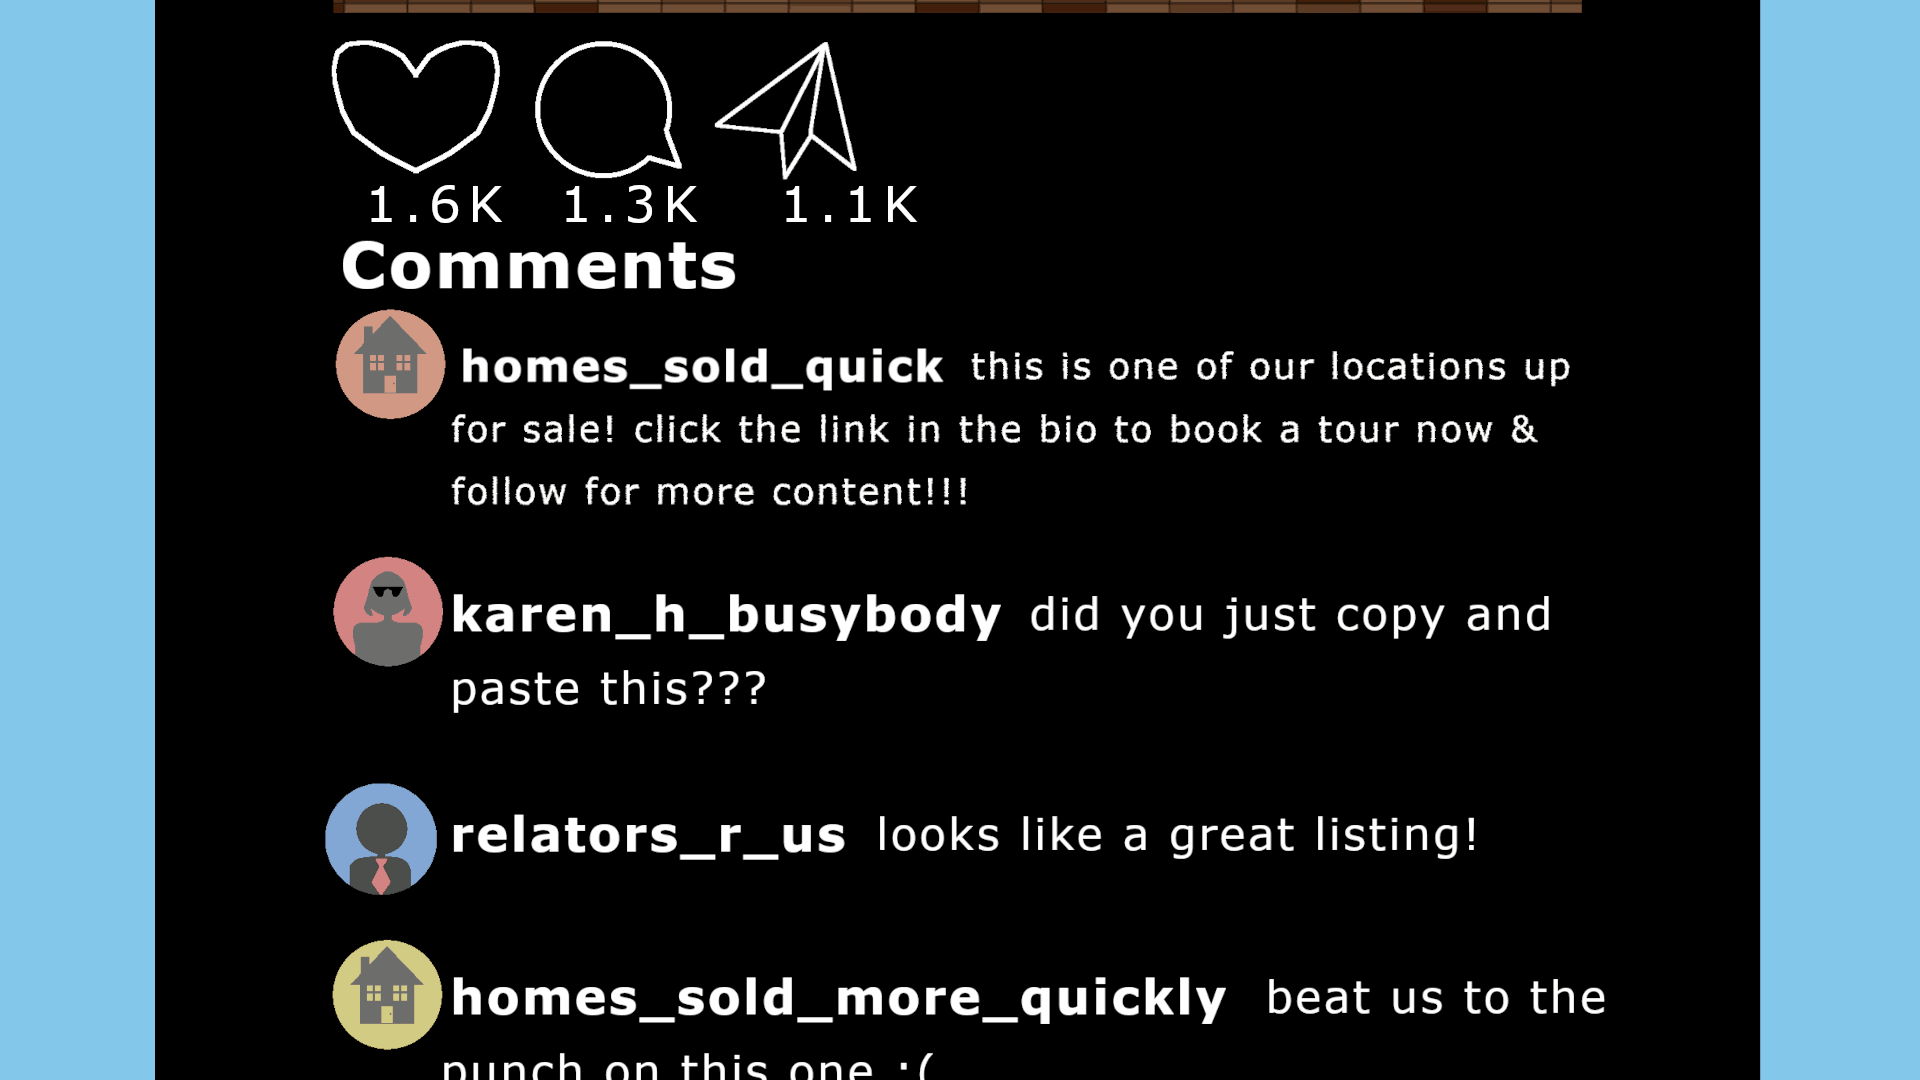 1.6K 1.3K 1.1K
Comments
homes_sold_quick this is one of our locations up
for sale! click the link in the bio to book a tour now &
follow for more content!!!
karen_h_busybody did you just copy and
paste this???
relators_r_us looks like a great listing!
homes_sold_more_quickly beat us to the
punch on this one :(